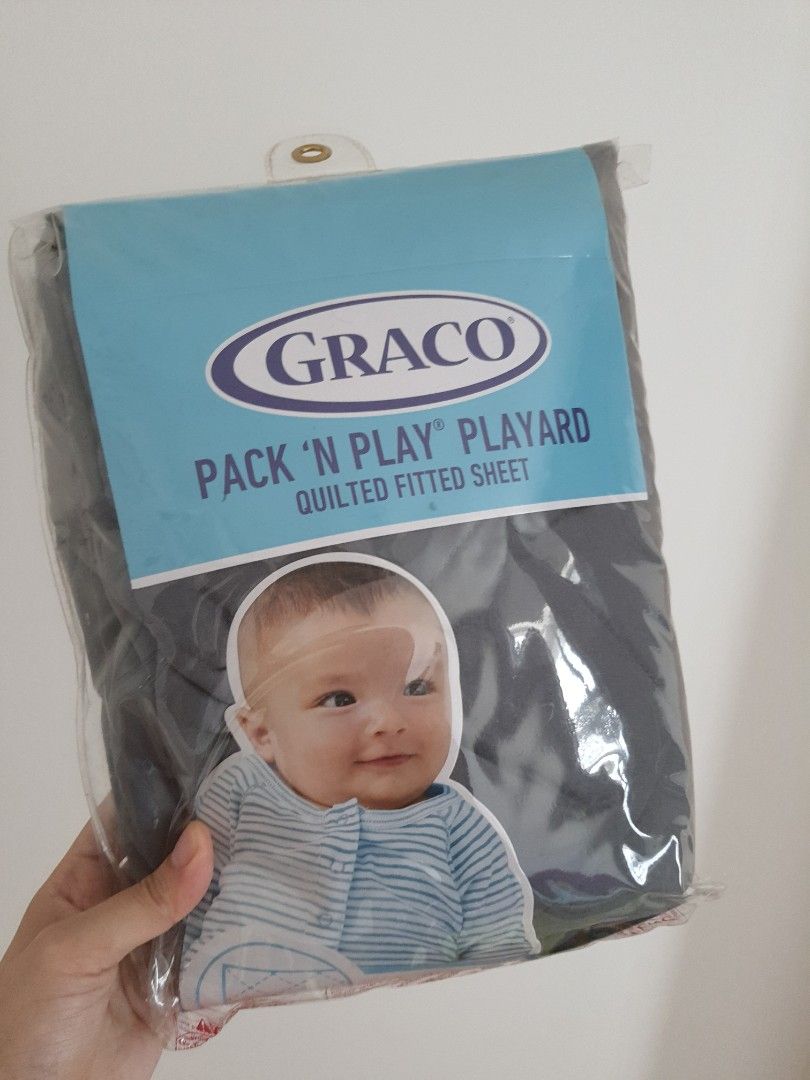 GRACO®
PACK 'N PLAY® PLAYARD
QUILTED FITTED SHEET